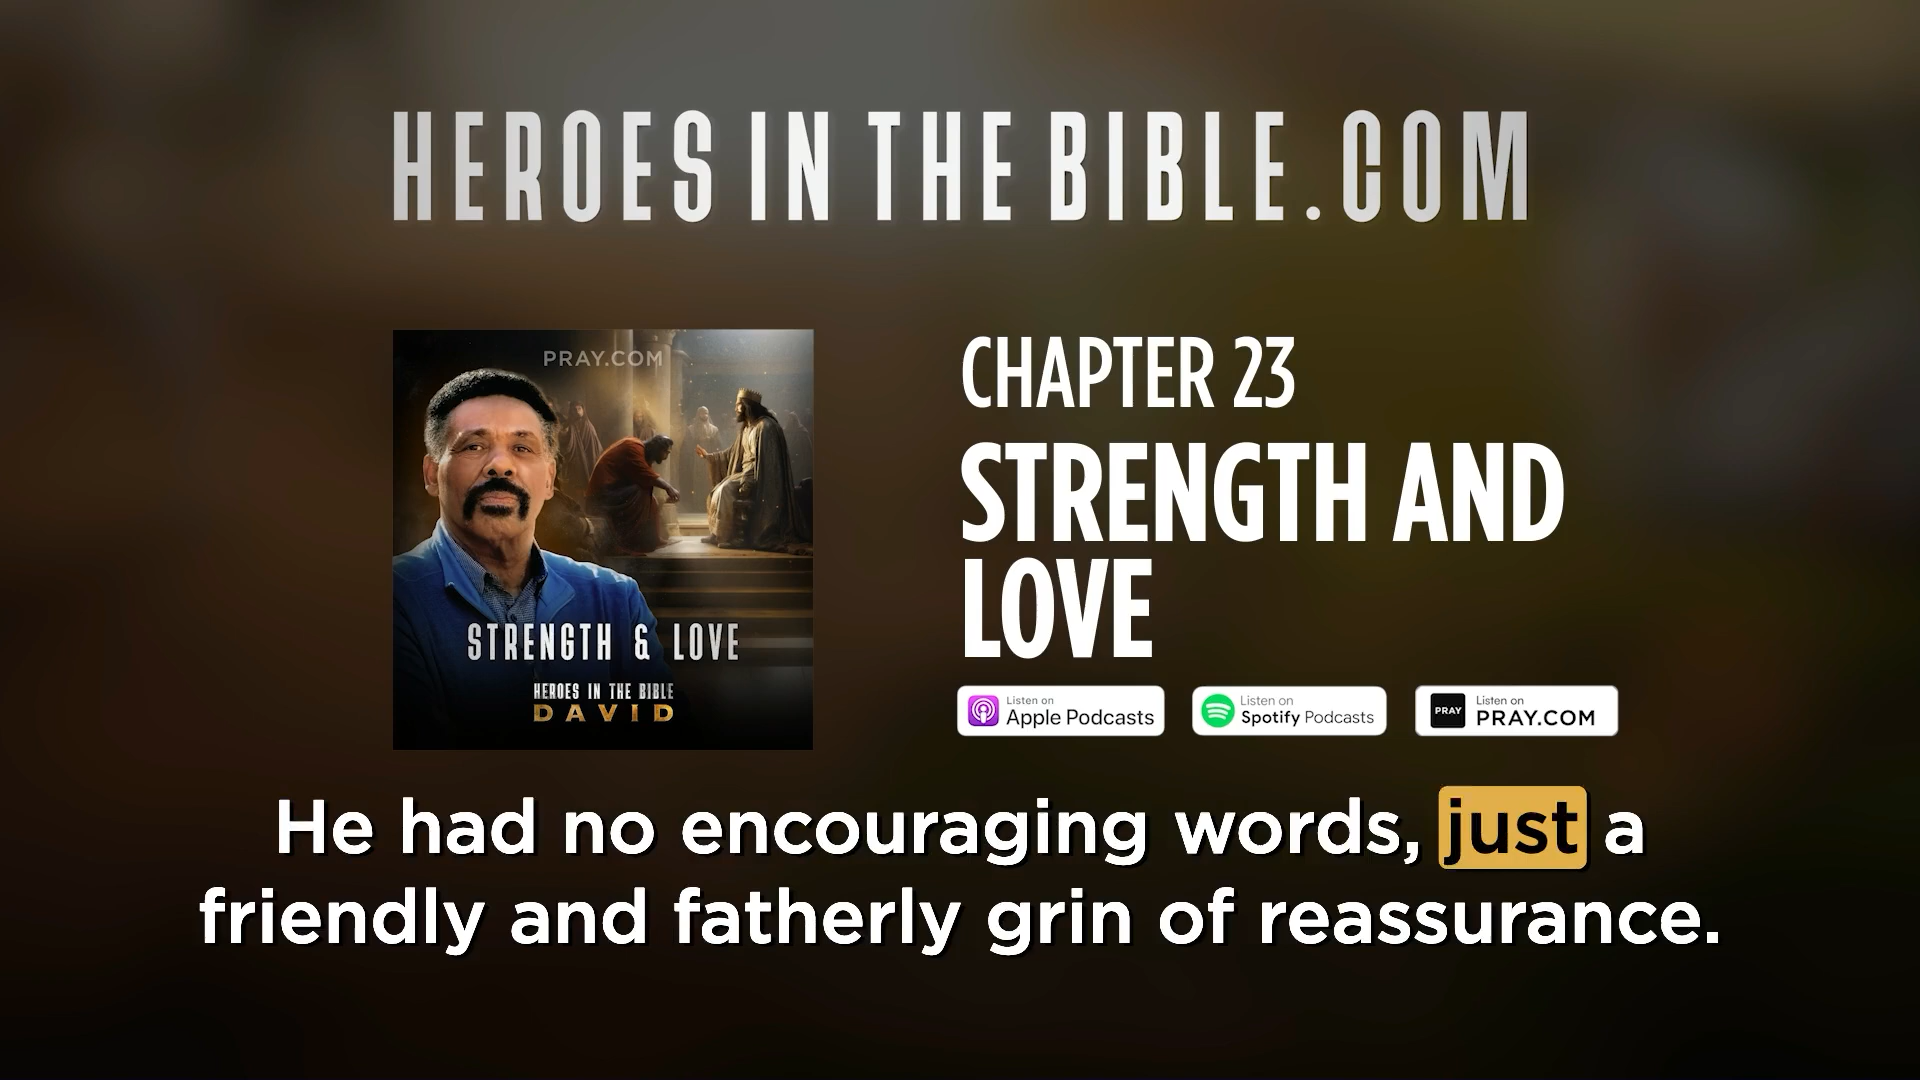 HEROES IN THE BIBLE.COM
PRAY.COM
STRENGTH & LOVE
HEROES IN THE BIBLE
DAVID
CHAPTER 23
STRENGTH AND
LOVE
Listen on
Apple Podcasts
Listen on
Spotify Podcasts
PRAY
Listen on
PRAY.COM
He had no encouraging words, just a
friendly and fatherly grin of reassurance.